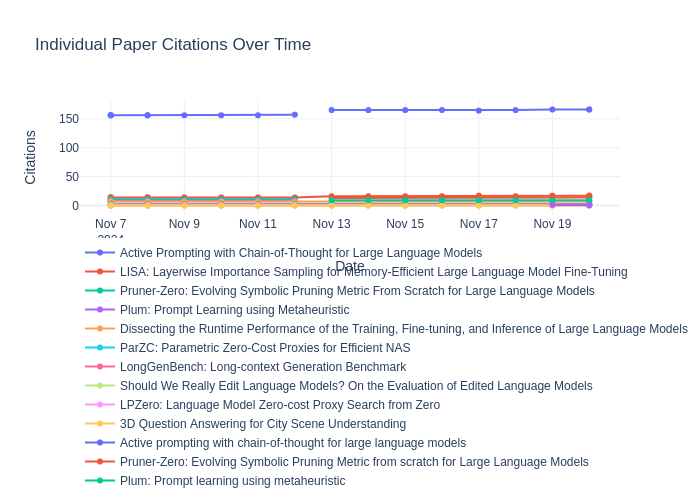 Individual Paper Citations Over Time
Citations
150
100
50
0
Nov 7
2024
Nov 9
Nov 11
Nov 13
Nov 15
Nov 17
Nov 19
Date
Active Prompting with Chain-of-Thought for Large Language Models
LISA: Layerwise Importance Sampling for Memory-Efficient Large Language Model Fine-Tuning
Pruner-Zero: Evolving Symbolic Pruning Metric From Scratch for Large Language Models
Plum: Prompt Learning using Metaheuristic
Dissecting the Runtime Performance of the Training, Fine-tuning, and Inference of Large Language Models
ParZC: Parametric Zero-Cost Proxies for Efficient NAS
LongGenBench: Long-context Generation Benchmark
Should We Really Edit Language Models? On the Evaluation of Edited Language Models
LPZero: Language Model Zero-cost Proxy Search from Zero
3D Question Answering for City Scene Understanding
Active prompting with chain-of-thought for large language models
Pruner-Zero: Evolving Symbolic Pruning Metric from scratch for Large Language Models
Plum: Prompt learning using metaheuristic